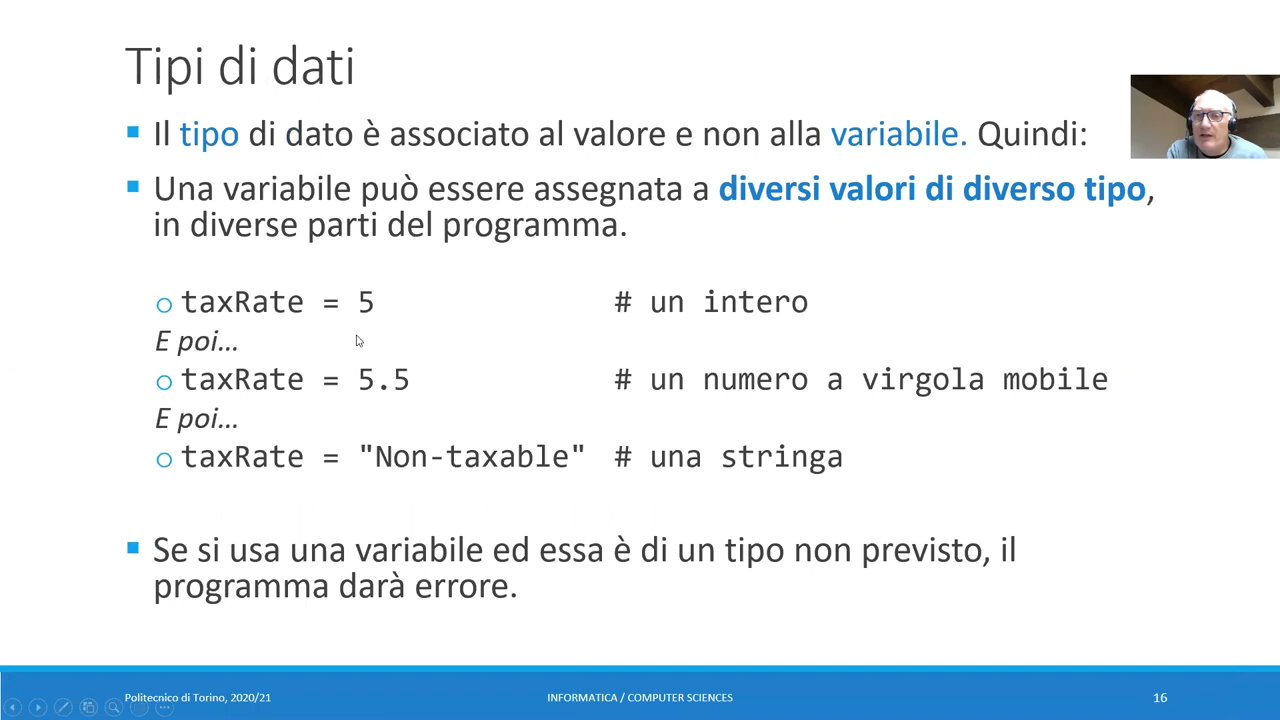 Tipi di dati
Il tipo di dato è associato al valore e non alla variabile. Quindi:
Una variabile può essere assegnata a diversi valori di diverso tipo,
in diverse parti del programma.
taxRate = 5 # un intero
E poi...
taxRate = 5.5 # un numero a virgola mobile
E poi...
taxRate = "Non-taxable" # una stringa
Se si usa una variabile ed essa è di un tipo non previsto, il
programma darà errore.
Politecnico di Torino, 2020/21
INFORMATICA / COMPUTER SCIENCES
16